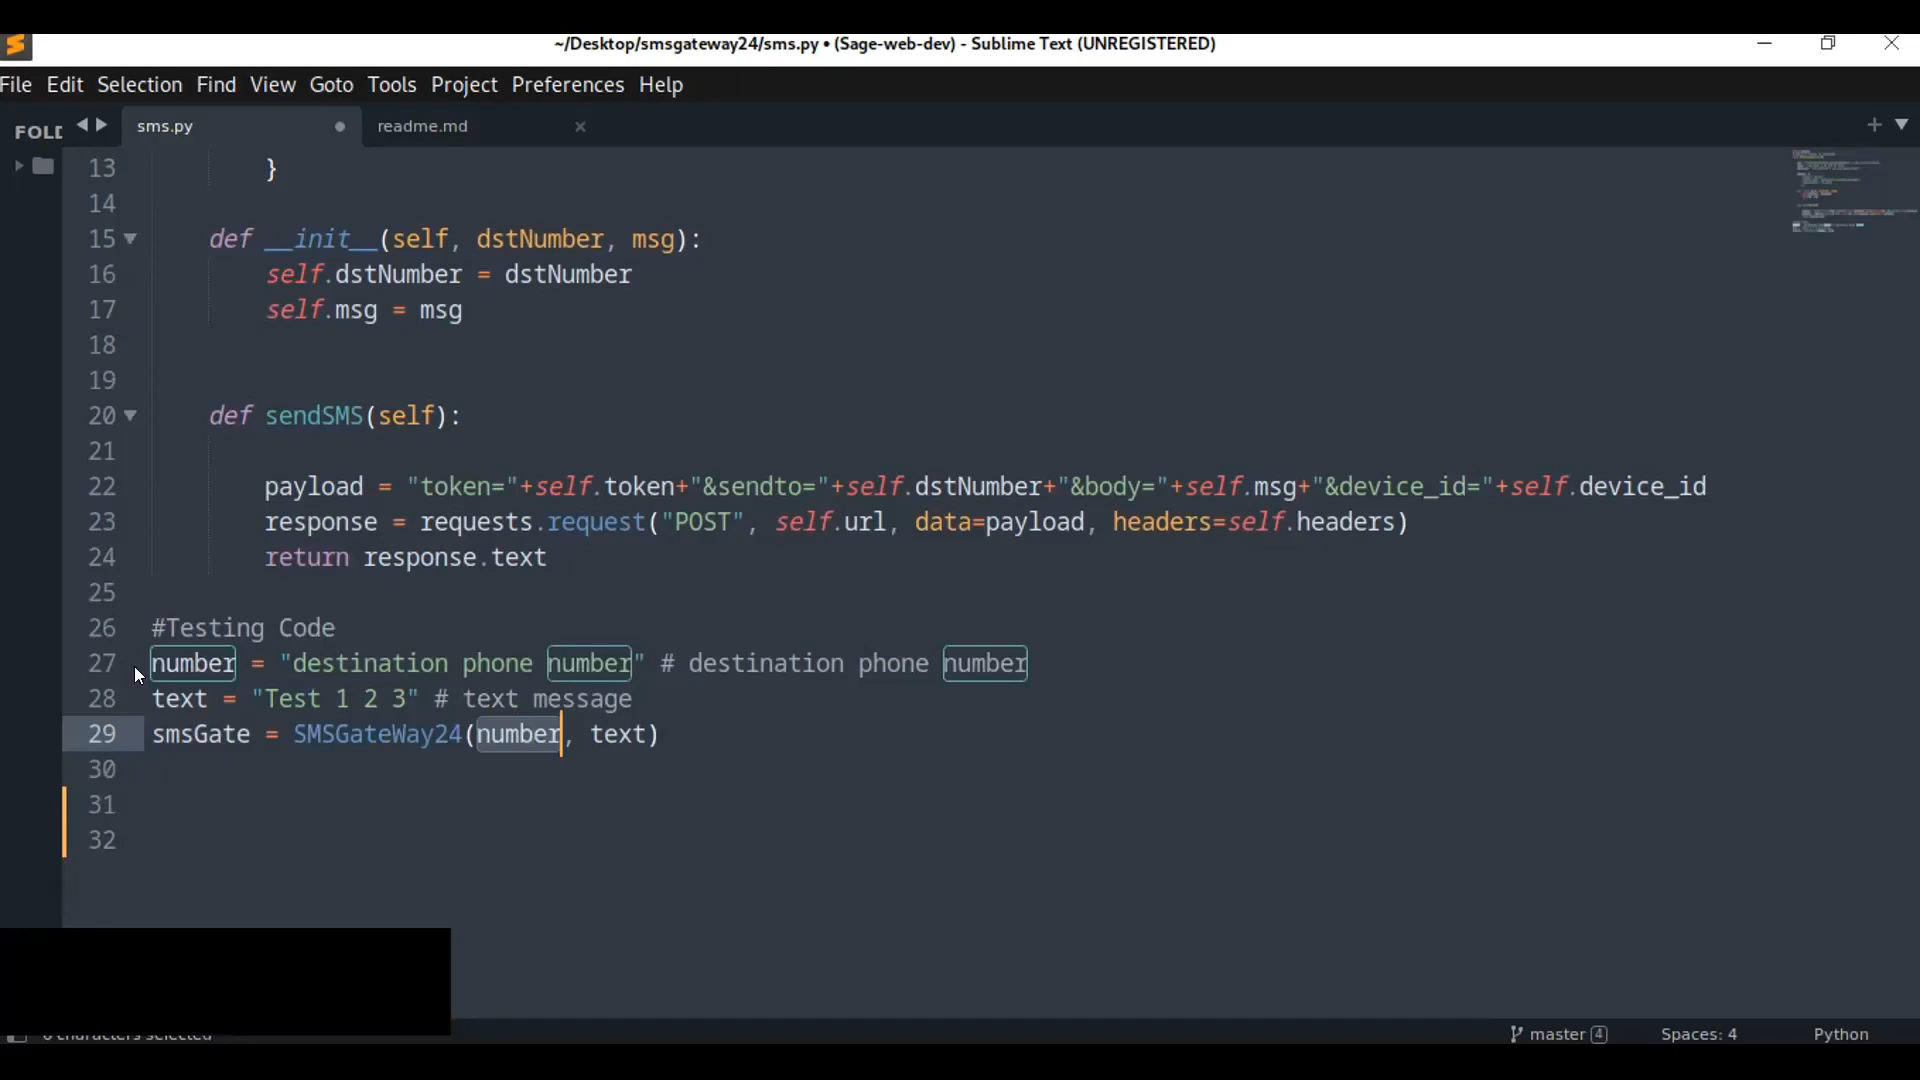 ~/Desktop/smsgateway24/sms.py • (Sage-web-dev) - Sublime Text (UNREGISTERED)
File Edit Selection Find View Goto Tools Project Preferences Help
FOLD
sms.py
readme.md
13 }
14
15 def __init__(self, dstNumber, msg):
16 self.dstNumber = dstNumber
17 self.msg = msg
18
19
20 def sendSMS(self):
21
22 payload = "token="+self.token+"&sendto="+self.dstNumber+"&body="+self.msg+"&device_id="+self.device_id
23 response = requests.request("POST", self.url, data=payload, headers=self.headers)
24 return response.text
25
26 #Testing Code
27 number = "destination phone number" # destination phone number
28 text = "Test 1 2 3" # text message
29 smsGate = SMSGateWay24(number, text)
30
31
32
characters selected
master 4 Spaces: 4 Python